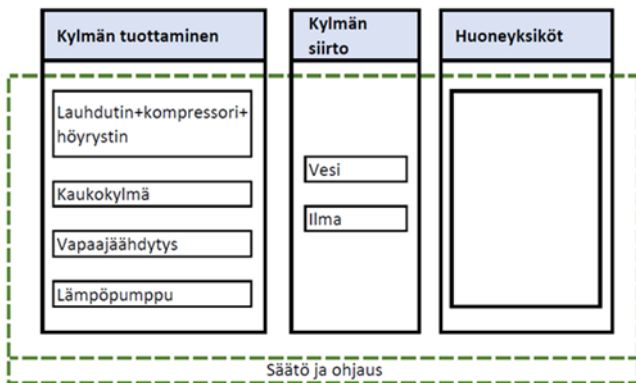 Kylmän tuottaminen
Kylmän
siirto
Huoneyksiköt
Lauhdutin+kompressori+
höyrystin
Kaukokylmä
Vapaajäähdytys
Lämpöpumppu
Vesi
Ilma
Säätö ja ohjaus